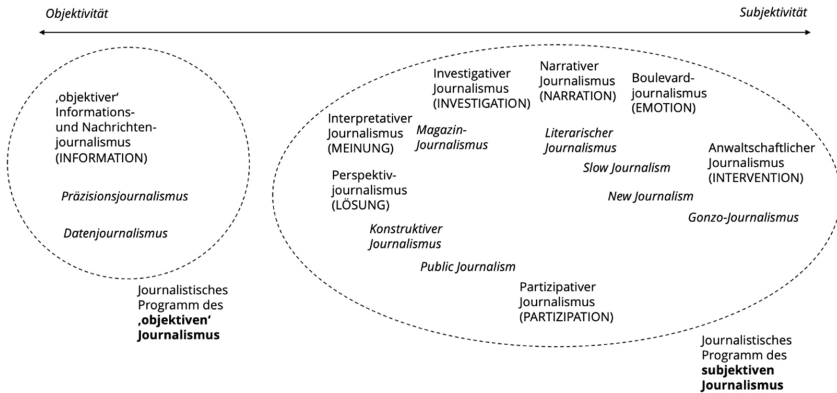 Objektivität
Subjektivität
‚objektiver‘
Informations-
und Nachrichten-
journalismus
(INFORMATION)
Präzisionsjournalismus
Datenjournalismus
Journalistisches
Programm des
‚objektiven‘
Journalismus
Investigativer
Journalismus
(INVESTIGATION)
Narrativer
Journalismus
(NARRATION)
Boulevard-
journalismus
(EMOTION)
Interpretativer
Journalismus
(MEINUNG)
Magazin-
Journalismus
Literarischer
Journalismus
Slow Journalism
Anwaltschaftlicher
Journalismus
(INTERVENTION)
Perspektiv-
journalismus
(LÖSUNG)
New Journalism
Gonzo-Journalismus
Konstruktiver
Journalismus
Public Journalism
Partizipativer
Journalismus
(PARTIZIPATION)
Journalistisches
Programm des
subjektiven
Journalismus